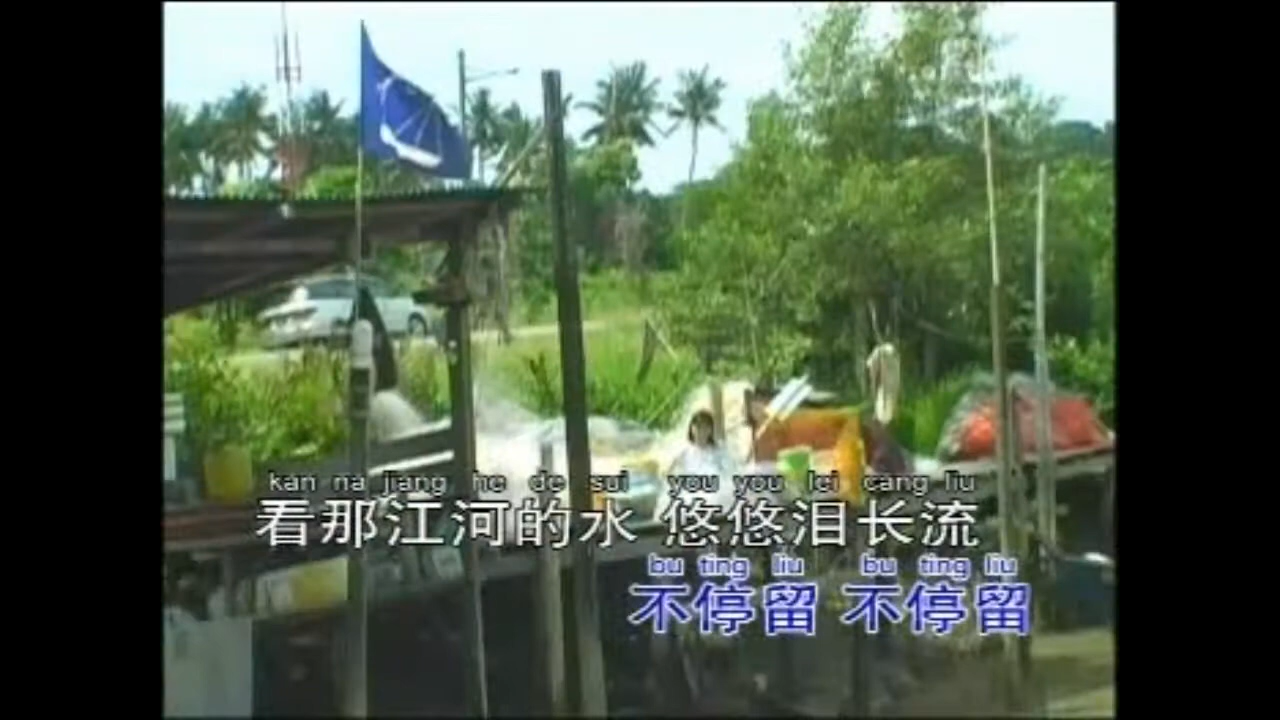 kan na jiang he de sui you you lei cang liu
看那江河的水 悠悠泪长流
bu ting liu bu ting liu
不停留 不停留